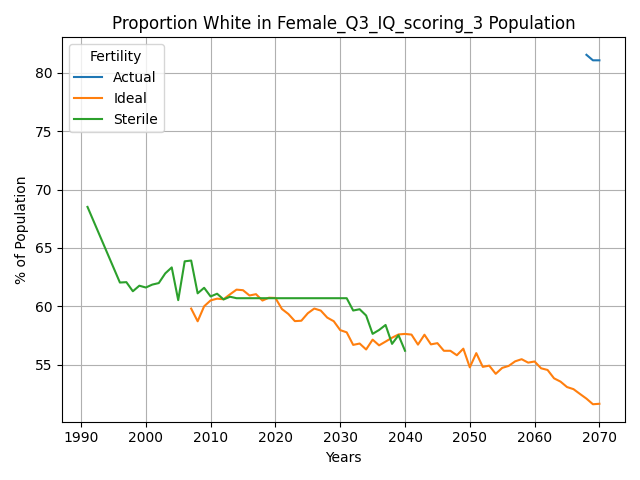 Proportion White in Female_Q3_IQ_scoring_3 Population
Fertility
Actual
Ideal
Sterile
% of Population
80
75
70
65
60
55
1990 2000 2010 2020 2030 2040 2050 2060 2070
Years